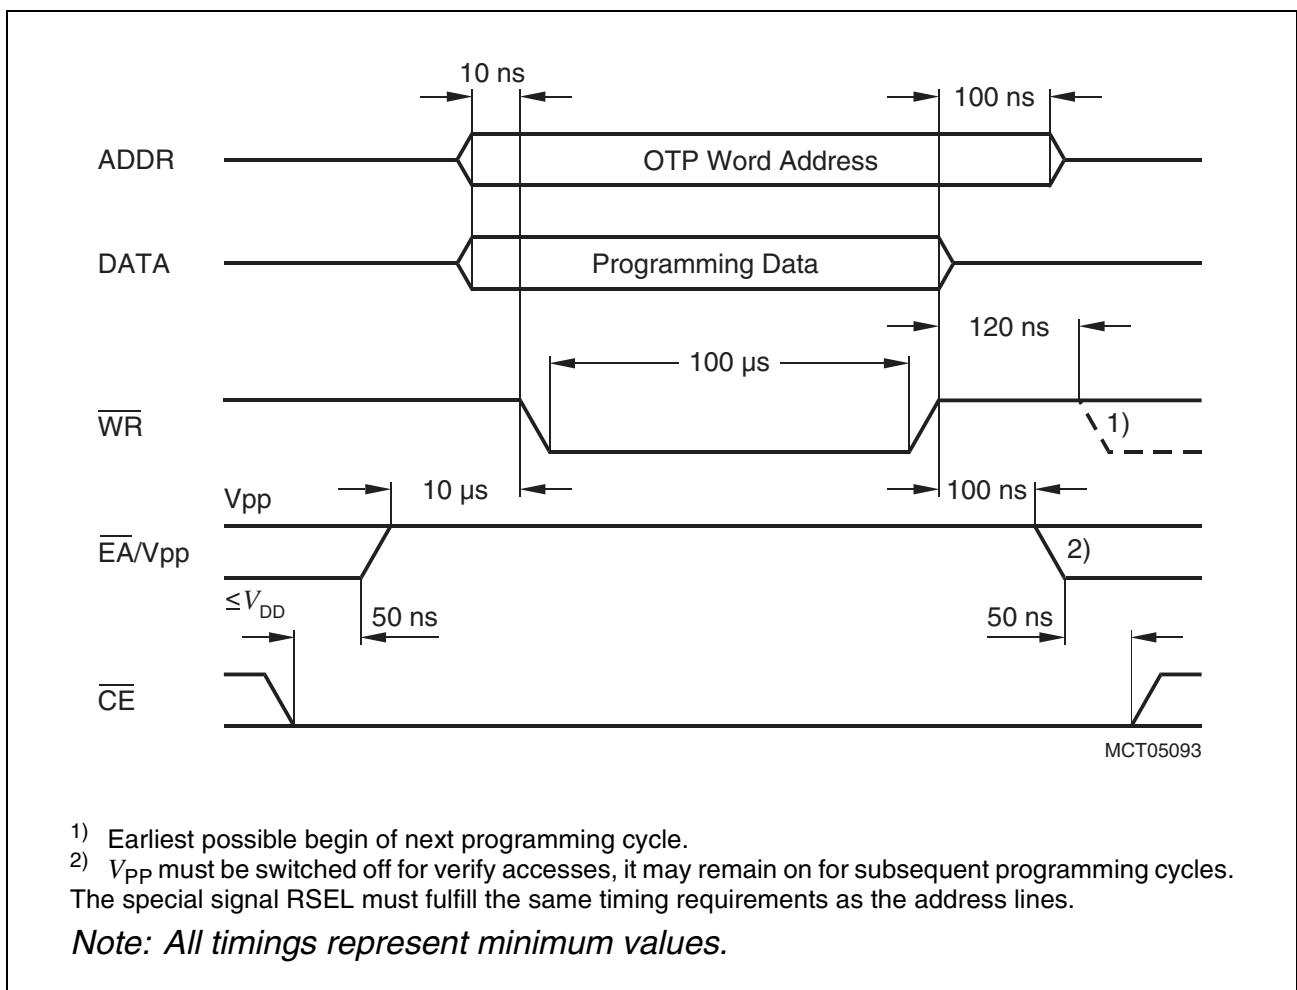 10 ns
100 ns
ADDR
OTP Word Address
DATA
Programming Data
120 ns
100 µs
WR
1)
Vpp
10 µs
100 ns
EA/Vpp
2)
≤VDD
50 ns
50 ns
CE
MCT05093
1) Earliest possible begin of next programming cycle.
2) VPP must be switched off for verify accesses, it may remain on for subsequent programming cycles.
The special signal RSEL must fulfill the same timing requirements as the address lines.
Note: All timings represent minimum values.